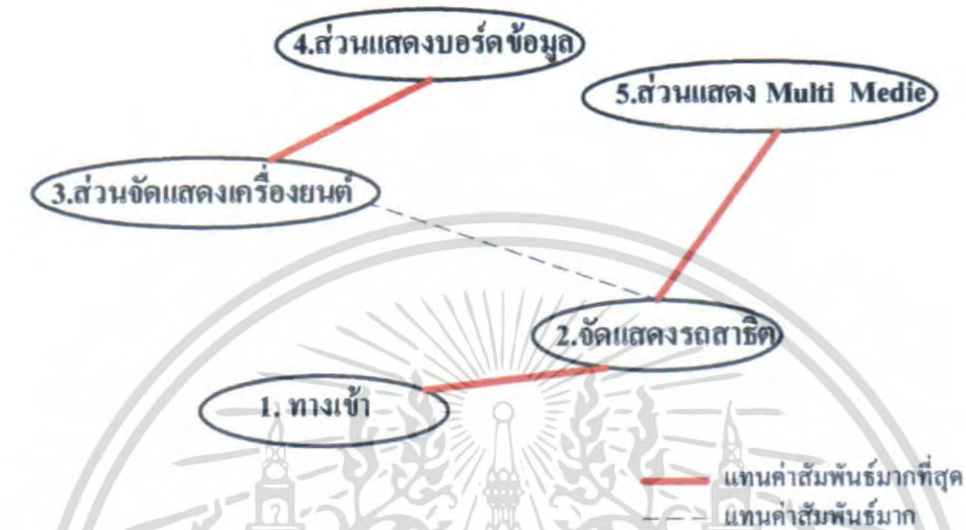 4.ส่วนแสดงบอร์ดข้อมูล
5.ส่วนแสดง Multi Medie
3.ส่วนจัดแสดงเครื่องยนต์
2.จัดแสดงรถสาธิต
1. ทางเข้า
แทนค่าสัมพันธ์มากที่สุด
แทนค่าสัมพันธ์มาก